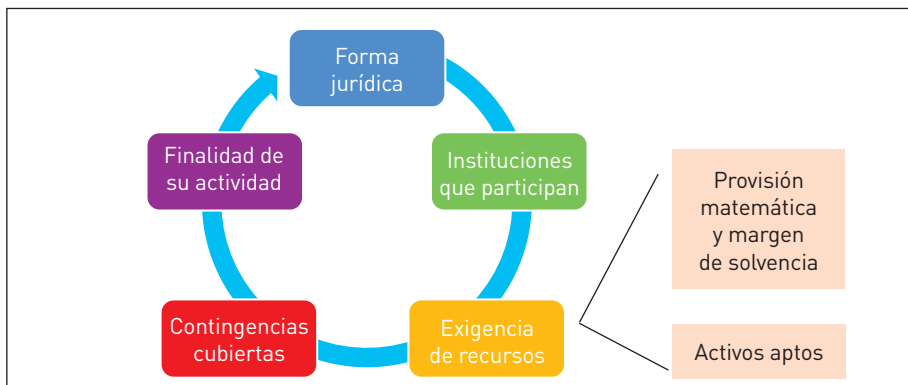 Forma
jurídica
Instituciones
que participan
Exigencia
de recursos
Contingencias
cubiertas
Finalidad de
su actividad
Provisión
matemática
y margen
de solvencia
Activos aptos